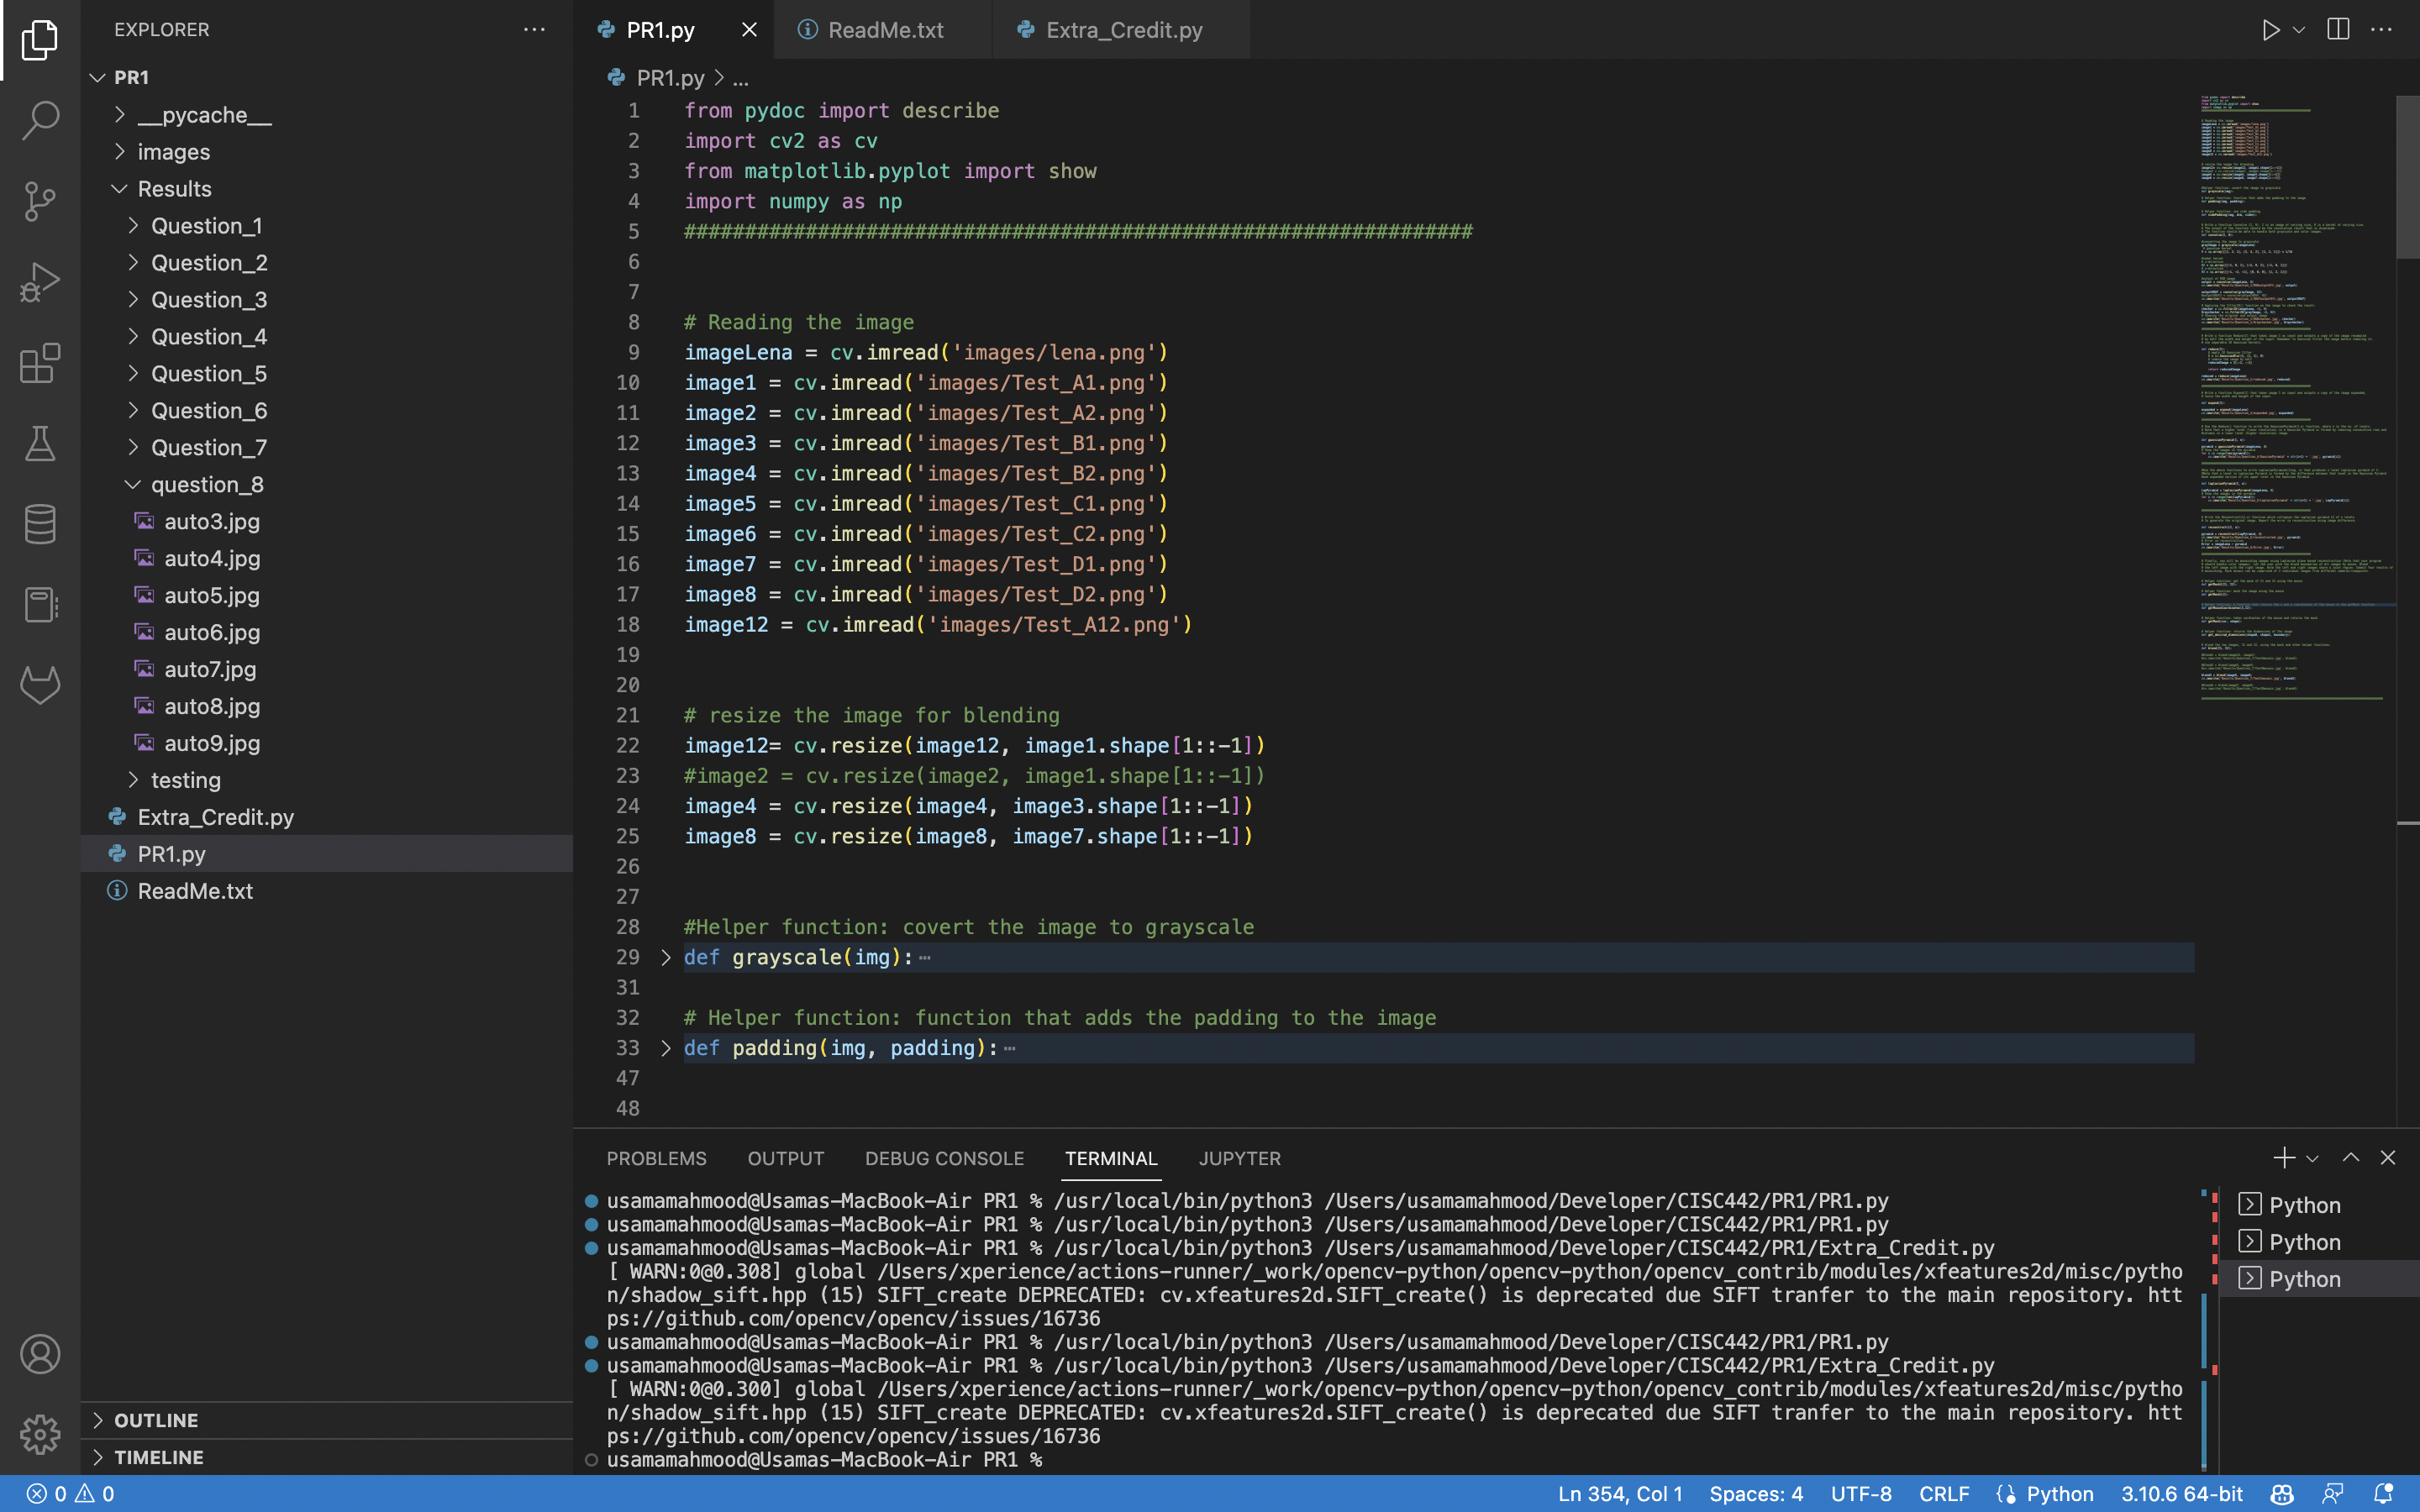 EXPLORER
PR1
__pycache__
images
Results
Question_1
Question_2
Question_3
Question_4
Question_5
Question_6
Question_7
question_8
auto3.jpg
auto4.jpg
auto5.jpg
auto6.jpg
auto7.jpg
auto8.jpg
auto9.jpg
testing
Extra_Credit.py
PR1.py
ReadMe.txt
OUTLINE
TIMELINE
PR1.py
ReadMe.txt
Extra_Credit.py
PR1.py > ...
1 from pydoc import describe
2 import cv2 as cv
3 from matplotlib.pyplot import show
4 import numpy as np
5 #################################################################
6
7
8 # Reading the image
9 imageLena = cv.imread('images/lena.png')
10 image1 = cv.imread('images/Test_A1.png')
11 image2 = cv.imread('images/Test_A2.png')
12 image3 = cv.imread('images/Test_B1.png')
13 image4 = cv.imread('images/Test_B2.png')
14 image5 = cv.imread('images/Test_C1.png')
15 image6 = cv.imread('images/Test_C2.png')
16 image7 = cv.imread('images/Test_D1.png')
17 image8 = cv.imread('images/Test_D2.png')
18 image12 = cv.imread('images/Test_A12.png')
19
20
21 # resize the image for blending
22 image12= cv.resize(image12, image1.shape[1::-1])
23 #image2 = cv.resize(image2, image1.shape[1::-1])
24 image4 = cv.resize(image4, image3.shape[1::-1])
25 image8 = cv.resize(image8, image7.shape[1::-1])
26
27
28 #Helper function: covert the image to grayscale
29 def grayscale(img):⋯
31
32 # Helper function: function that adds the padding to the image
33 def padding(img, padding):⋯
47
48
PROBLEMS OUTPUT DEBUG CONSOLE TERMINAL JUPYTER
usamamahmood@Usamas-MacBook-Air PR1 % /usr/local/bin/python3 /Users/usamamahmood/Developer/CISC442/PR1/PR1.py
usamamahmood@Usamas-MacBook-Air PR1 % /usr/local/bin/python3 /Users/usamamahmood/Developer/CISC442/PR1/PR1.py
usamamahmood@Usamas-MacBook-Air PR1 % /usr/local/bin/python3 /Users/usamamahmood/Developer/CISC442/PR1/Extra_Credit.py
[ WARN:0@0.308] global /Users/xperience/actions-runner/_work/opencv-python/opencv-python/opencv_contrib/modules/xfeatures2d/misc/pytho
n/shadow_sift.hpp (15) SIFT_create DEPRECATED: cv.xfeatures2d.SIFT_create() is deprecated due SIFT tranfer to the main repository. htt
ps://github.com/opencv/opencv/issues/16736
usamamahmood@Usamas-MacBook-Air PR1 % /usr/local/bin/python3 /Users/usamamahmood/Developer/CISC442/PR1/PR1.py
usamamahmood@Usamas-MacBook-Air PR1 % /usr/local/bin/python3 /Users/usamamahmood/Developer/CISC442/PR1/Extra_Credit.py
[ WARN:0@0.300] global /Users/xperience/actions-runner/_work/opencv-python/opencv-python/opencv_contrib/modules/xfeatures2d/misc/pytho
n/shadow_sift.hpp (15) SIFT_create DEPRECATED: cv.xfeatures2d.SIFT_create() is deprecated due SIFT tranfer to the main repository. htt
ps://github.com/opencv/opencv/issues/16736
usamamahmood@Usamas-MacBook-Air PR1 %
Python
Python
Python
0 0 Ln 354, Col 1 Spaces: 4 UTF-8 CRLF Python 3.10.6 64-bit